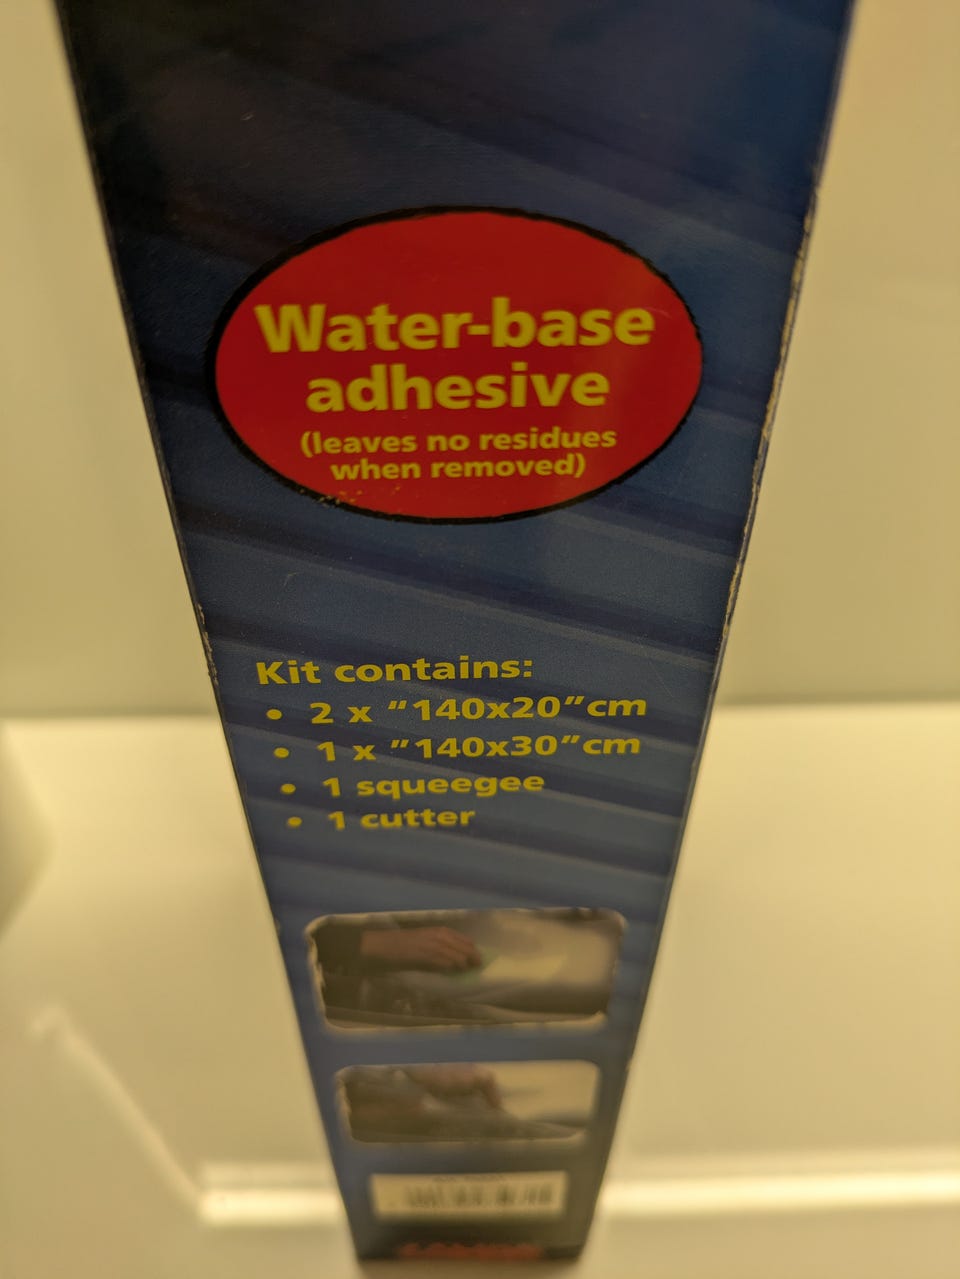 Water-base
adhesive
(leaves no residues
when removed)
Kit contains:
• 2 x “140x20”cm
• 1 x ”140x30”cm
• 1 squeegee
• 1 cutter